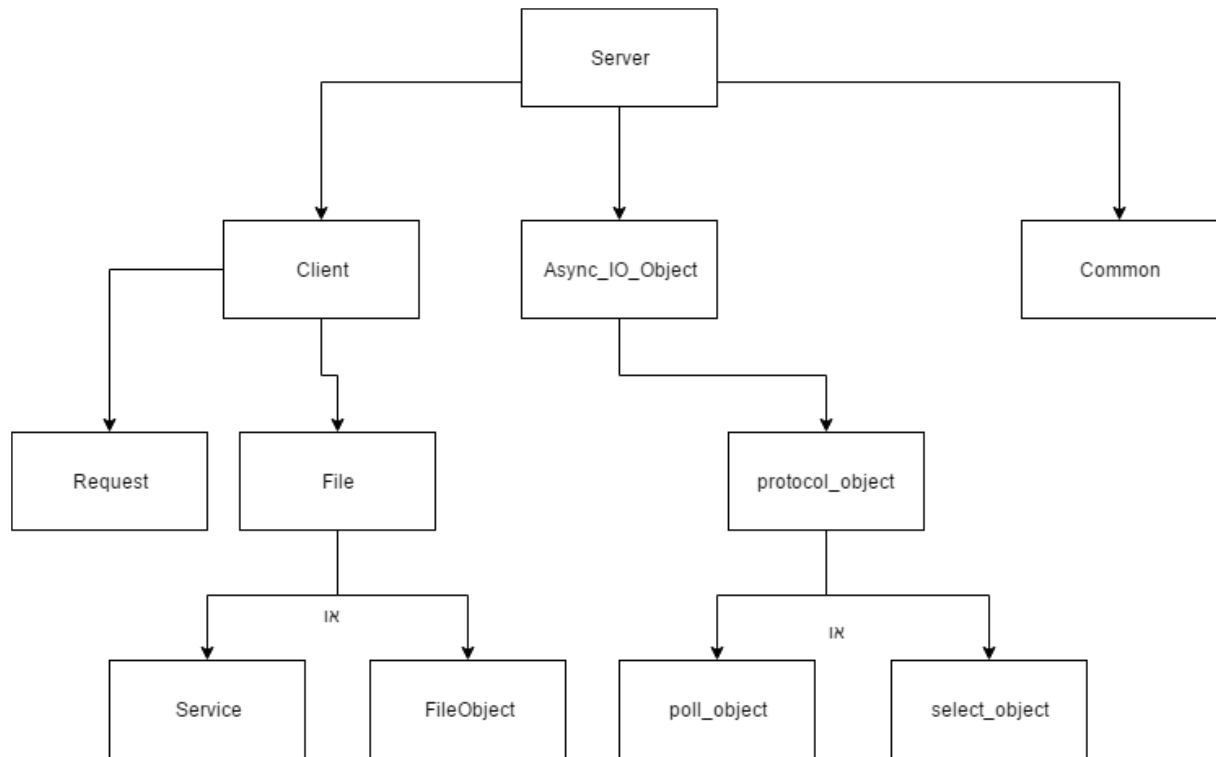 Server
Client
Async_IO_Object
Common
Request
File
protocol_object
או
או
Service
FileObject
poll_object
select_object